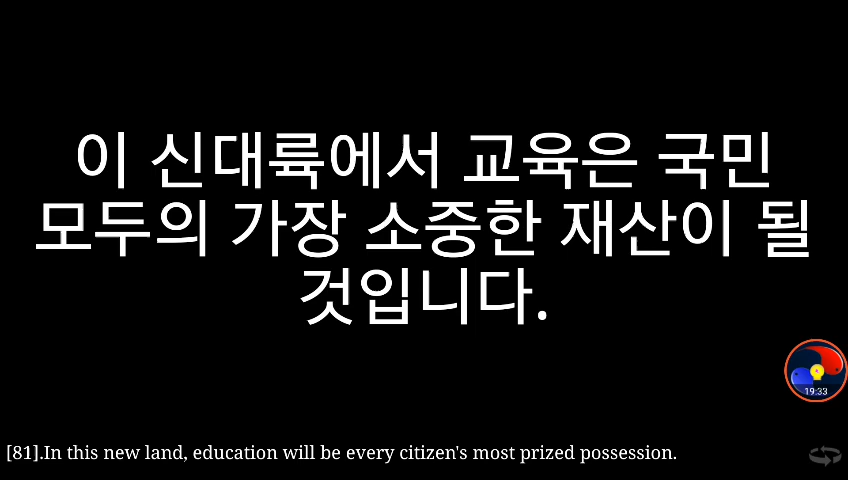 이 신대륙에서 교육은 국민
모두의 가장 소중한 재산이 될
것입니다.
19:33
[81].In this new land, education will be every citizen's most prized possession.